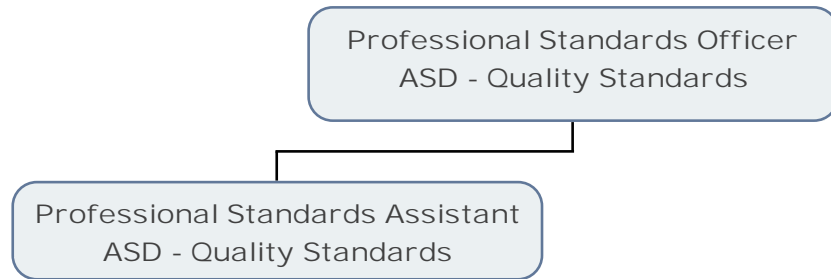 Professional Standards Officer
ASD - Quality Standards
Professional Standards Assistant
ASD - Quality Standards